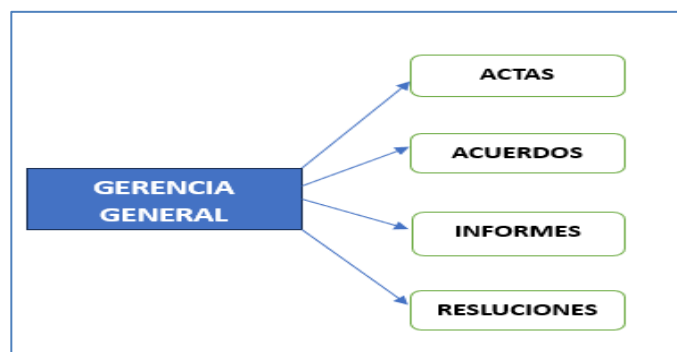 ACTAS
ACUERDOS
GERENCIA
GENERAL
INFORMES
RESLUCIONES